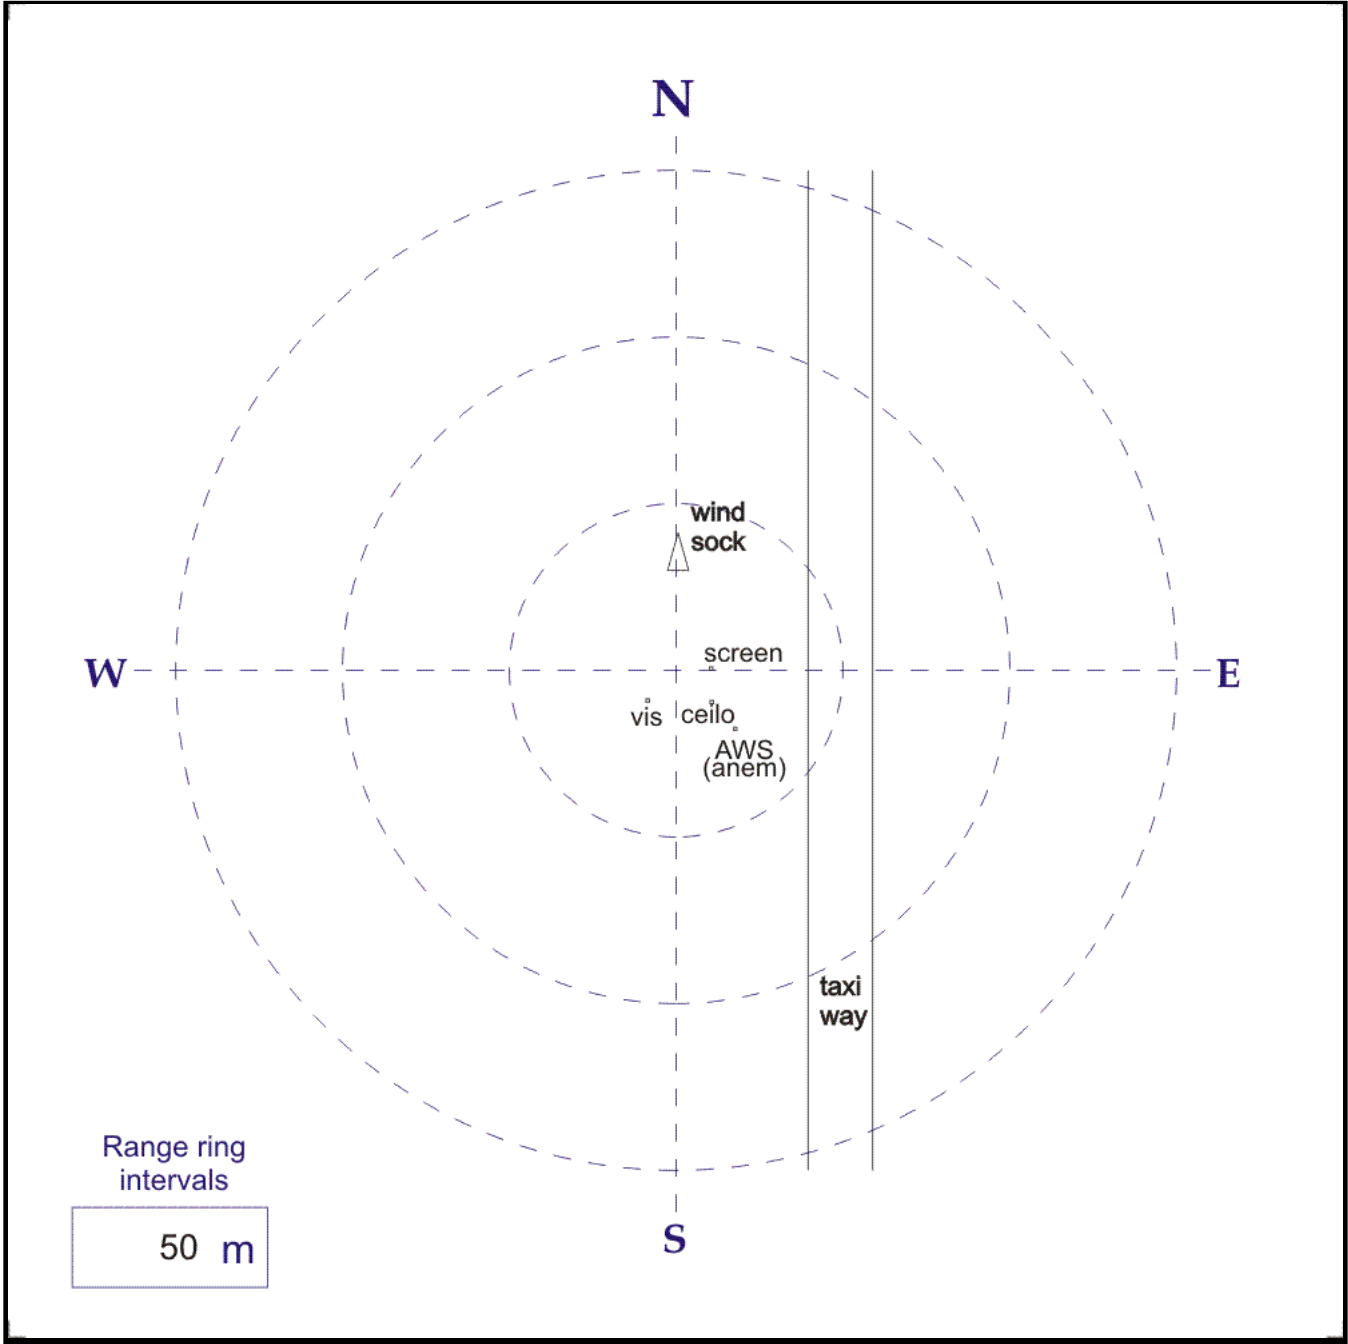 N
wind
sock
screen
W
E
vis
ceilo
AWS
(anem)
taxi
way
Range ring
intervals
50 m
S